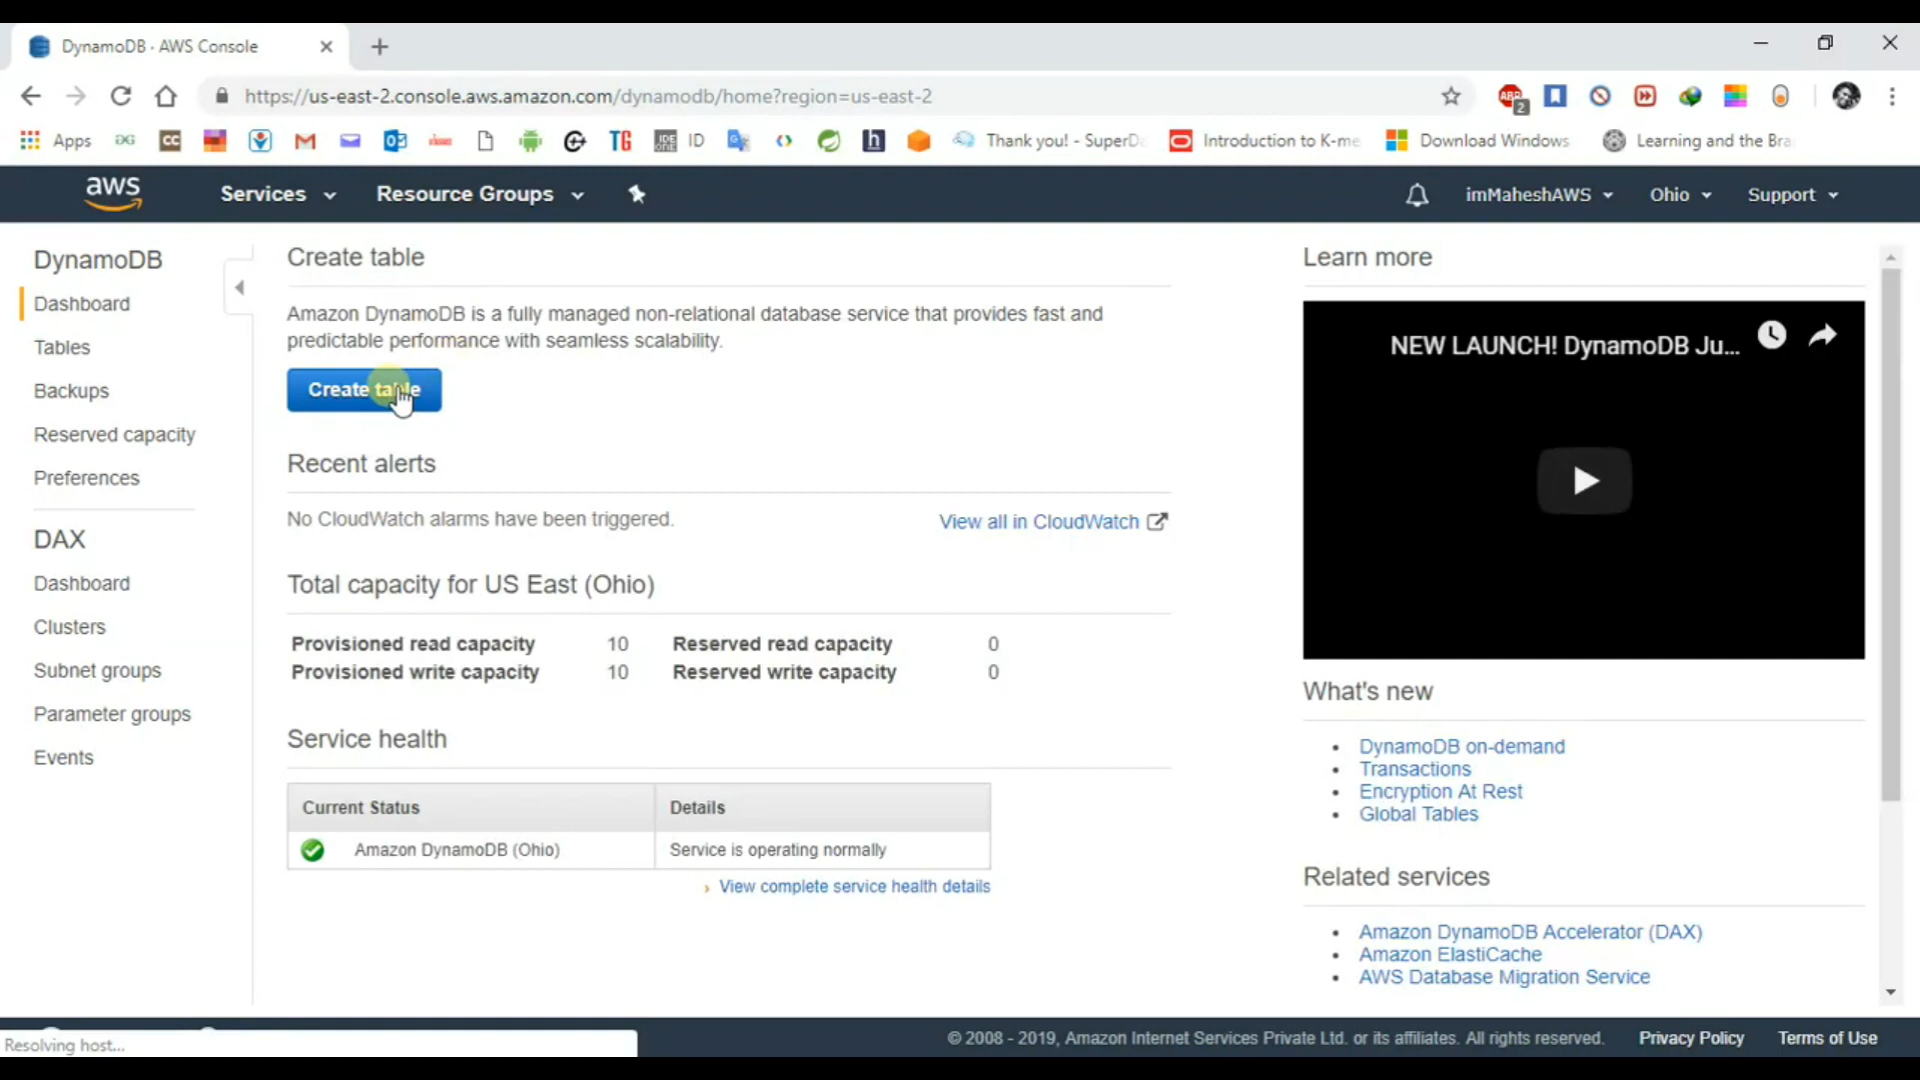 DynamoDB · AWS Console
https://us-east-2.console.aws.amazon.com/dynamodb/home?region=us-east-2
ABP 2
Apps
CC
TG
ID
h
Thank you! - SuperDa
Introduction to K-me
Download Windows
Learning and the Bra
aws
Services
Resource Groups
imMaheshAWS
Ohio
Support
DynamoDB
Dashboard
Tables
Backups
Reserved capacity
Preferences
DAX
Dashboard
Clusters
Subnet groups
Parameter groups
Events
Create table
Amazon DynamoDB is a fully managed non-relational database service that provides fast and
predictable performance with seamless scalability.
Create table
Recent alerts
No CloudWatch alarms have been triggered.
View all in CloudWatch
Total capacity for US East (Ohio)
Provisioned read capacity 10 Reserved read capacity 0
Provisioned write capacity 10 Reserved write capacity 0
Service health
Current Status Details
Amazon DynamoDB (Ohio) Service is operating normally
View complete service health details
Learn more
NEW LAUNCH! DynamoDB Ju...
What's new
DynamoDB on-demand
Transactions
Encryption At Rest
Global Tables
Related services
Amazon DynamoDB Accelerator (DAX)
Amazon ElastiCache
AWS Database Migration Service
Resolving host...
© 2008 - 2019, Amazon Internet Services Private Ltd. or its affiliates. All rights reserved.
Privacy Policy
Terms of Use